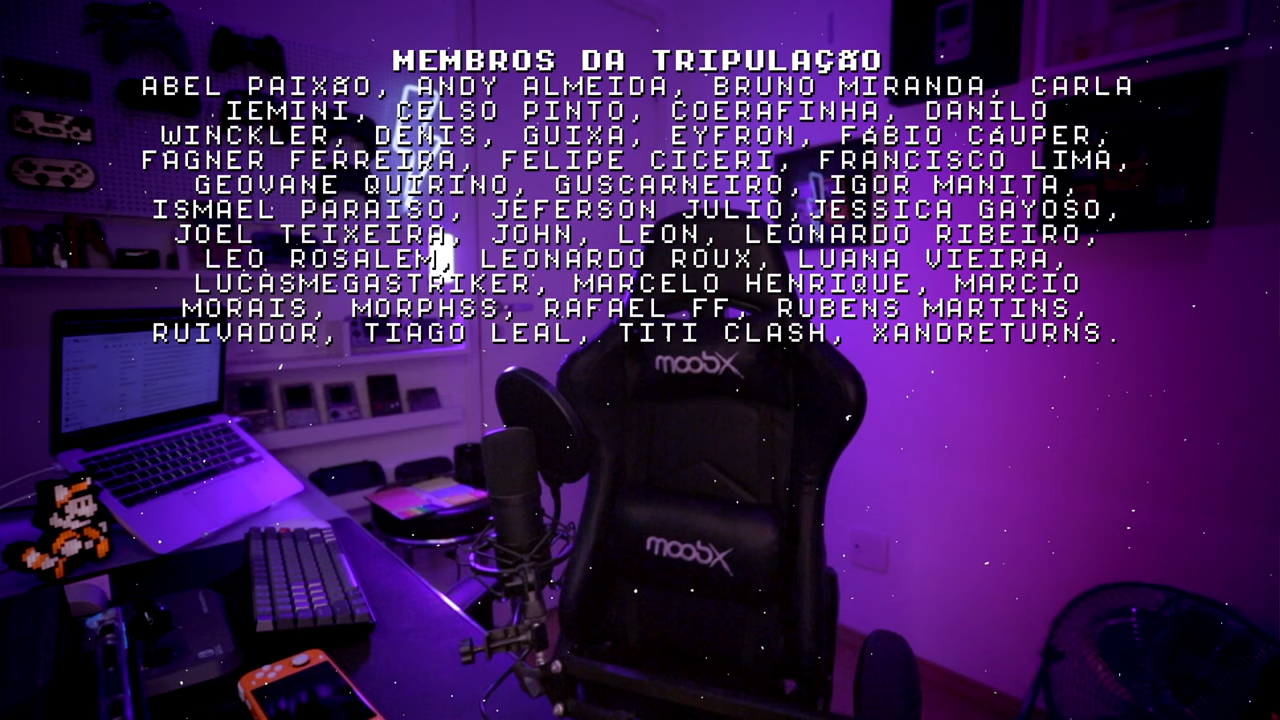 MEMBROS DA TRIPULAÇÃO
ABEL PAIXÃO, ANDY ALMEIDA, BRUNO MIRANDA, CARLA
IEMINI, CELSO PINTO, COERAFINHA, DANILO
WINCKLER, DENIS, GUIXA, EYFRON, FÁBIO CÁUPER,
FAGNER FERREIRA, FELIPE CICERI, FRANCISCO LIMA,
GEOVANE QUIRINO, GUSCARNEIRO, IGOR MANITA,
ISMAEL PARAISO, JEFERSON JULIO,JESSICA GAYOSO,
JOEL TEIXEIRA, JOHN, LEON, LEONARDO RIBEIRO,
LEO ROSALEM, LEONARDO ROUX, LUANA VIEIRA,
LUCASMEGASTRIKER, MARCELO HENRIQUE, MARCIO
MORAIS, MORPHSS, RAFAEL FF, RUBENS MARTINS,
RUIVADOR, TIAGO LEAL, TITI CLASH, XANDRETURNS.
moobX
moobX